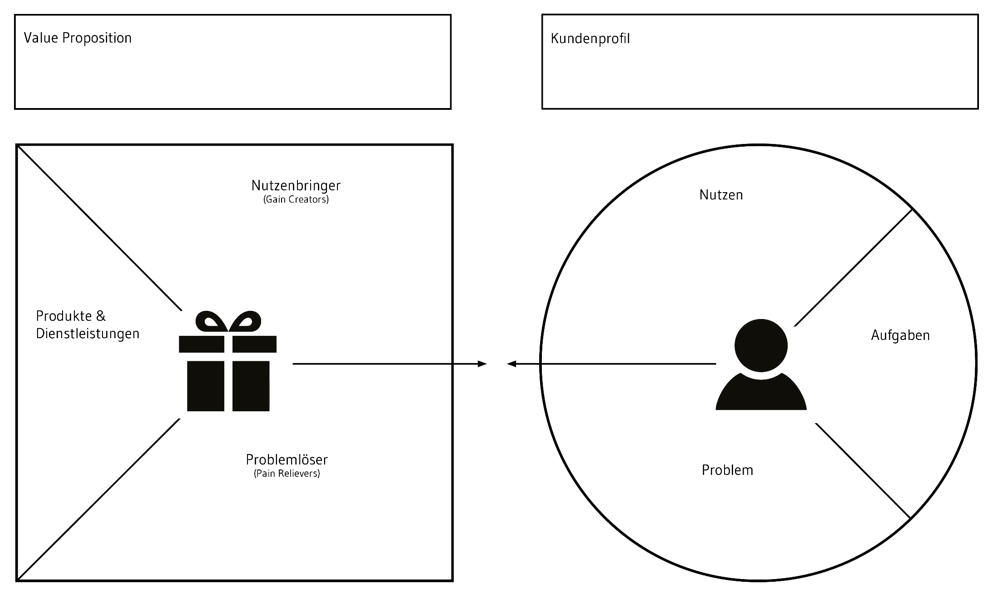 Value Proposition
Kundenprofil
Nutzenbringer
(Gain Creators)
Produkte &
Dienstleistungen
Problemlöser
(Pain Relievers)
Nutzen
Aufgaben
Problem